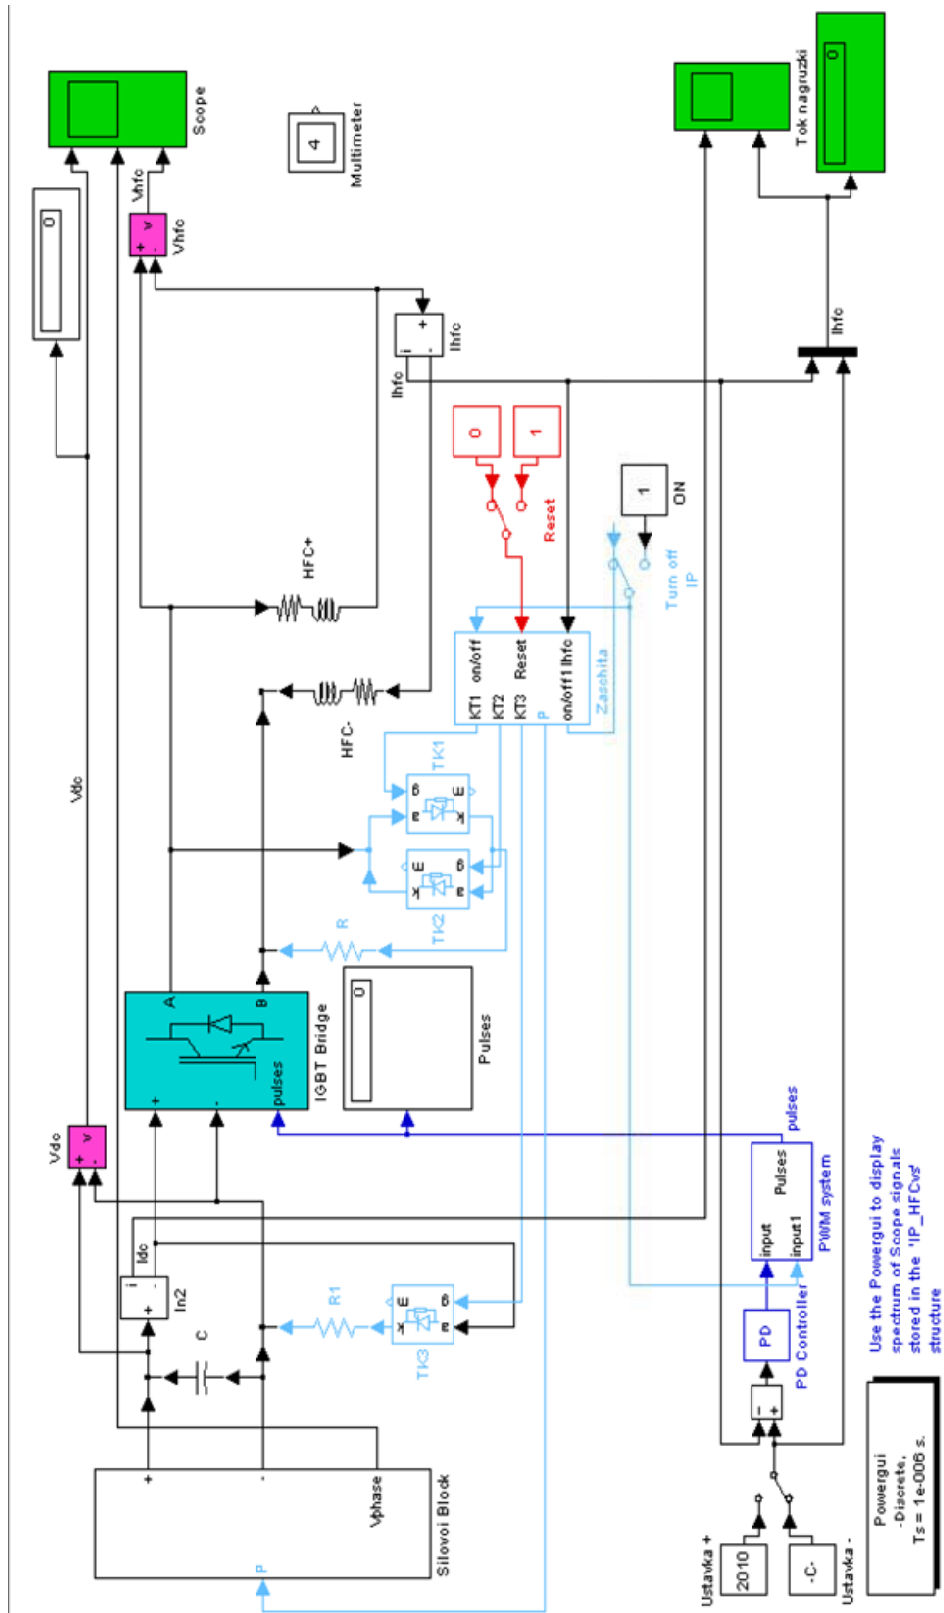 0
Vdc
+
-
v
Vdc
Scope
Idc
i
+
-
In2
C
+
-
Vphase
P
Silovoi Block
+
-
pulses
A
B
IGBT Bridge
+
-
v
Vhfc
Vhfc
HFC+
HFC-
4
Multimeter
R1
g
m
a
k
TK3
0
Pulses
R
g
m
a
k
TK2
g
m
a
k
TK1
i
+
-
Ihfc
Ihfc
KT1
KT2
KT3
P
on/off1
on/off
Reset
Ihfc
Zaschita
0
1
Reset
1
ON
Turn off
IP
Tok nagruzki
0
Ihfc
Ustavka +
2010
-C-
Ustavka -
-
+
PD
PD Controller
input
input1
Pulses
PWM system
pulses
Powergui
-Discrete,
Ts = 1e-006 s.
Use the Powergui to display
spectrum of Scope signals
stored in the 'IP_HFCvs'
structure